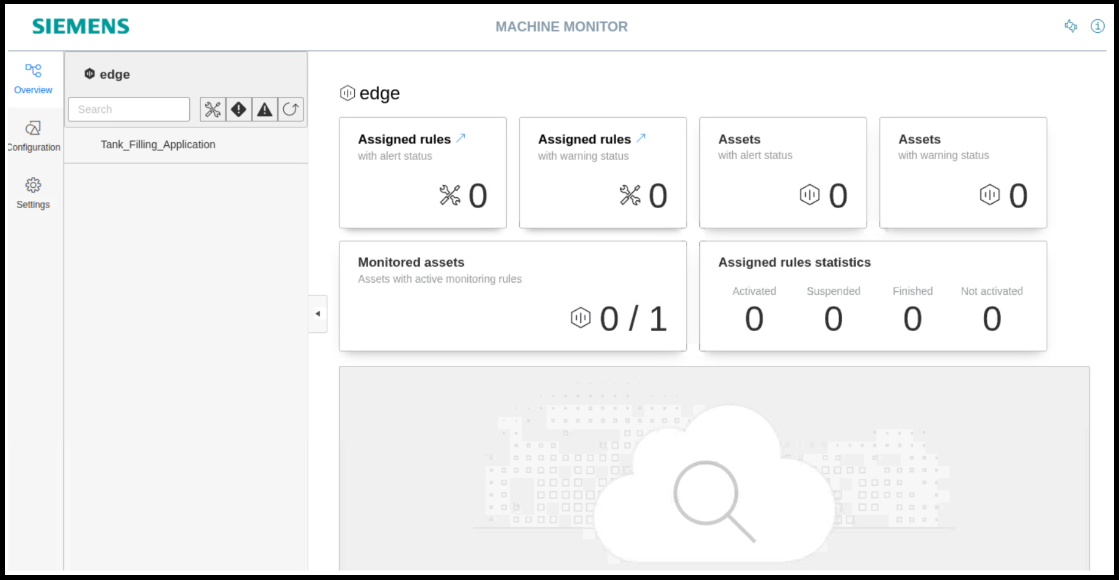 SIEMENS
MACHINE MONITOR
Overview
Configuration
Settings
edge
Search
Tank_Filling_Application
edge
Assigned rules
with alert status
0
Assigned rules
with warning status
0
Assets
with alert status
0
Assets
with warning status
0
Monitored assets
Assets with active monitoring rules
0 / 1
Assigned rules statistics
Activated Suspended Finished Not activated
0 0 0 0